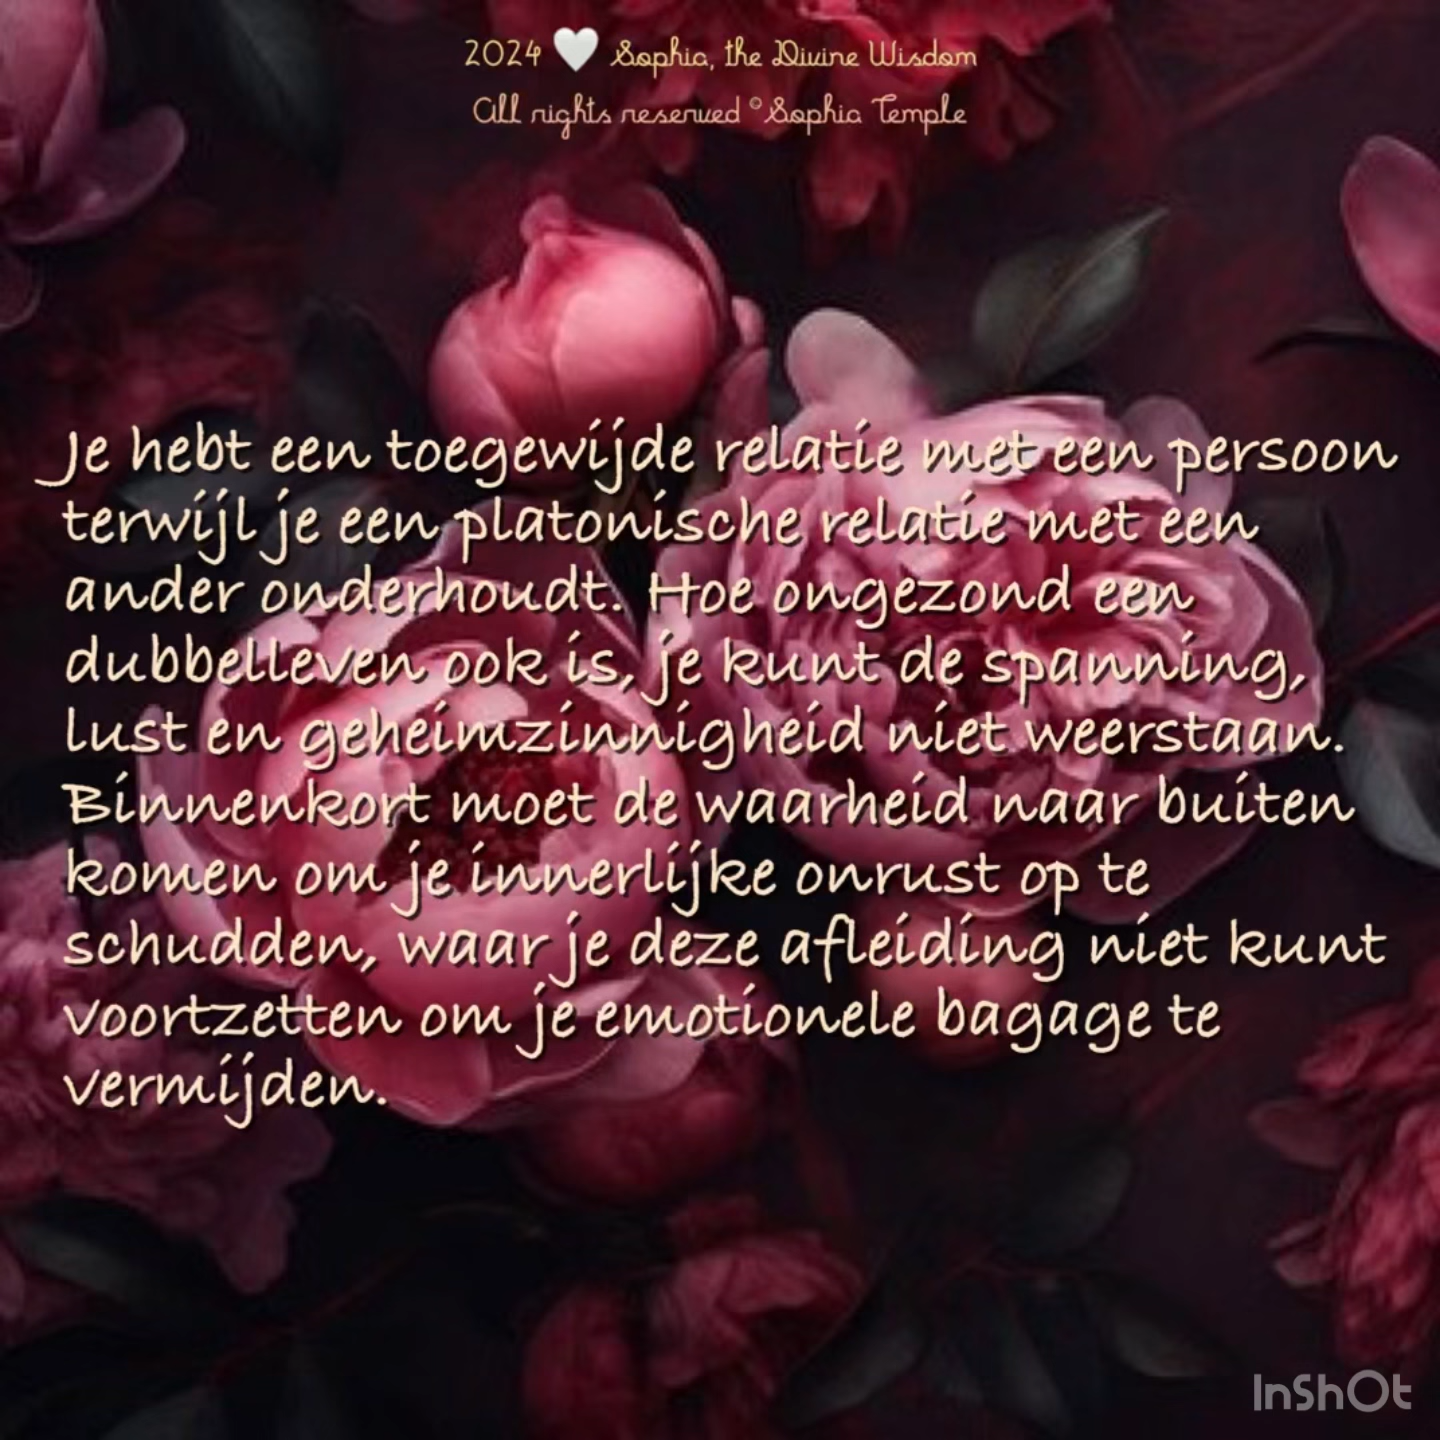 2024 🤍 Sophia, the Divine Wisdom
All rights reserved © Sophia Temple
Je hebt een toegewijde relatie met een persoon
terwijl je een platonische relatie met een
ander onderhoudt. Hoe ongezond een
dubbelleven ook is, je kunt de spanning,
lust en geheimzinnigheid niet weerstaan.
Binnenkort moet de waarheid naar buiten
komen om je innerlijke onrust op te
schudden, waar je deze afleiding niet kunt
voortzetten om je emotionele bagage te
vermijden.
InShOt